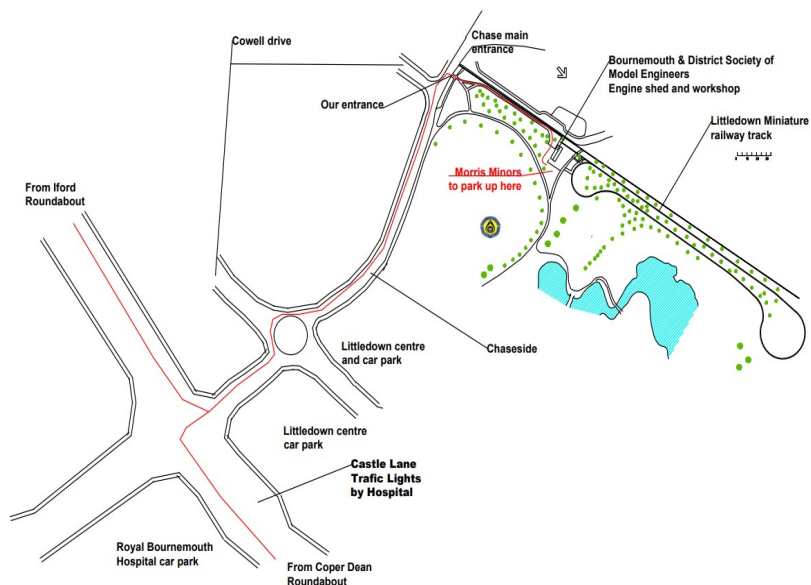 Cowell drive
Chase main
entrance
Bournemouth & District Society of
Model Engineers
Engine shed and workshop
Our entrance
Littledown Miniature
railway track
Morris Minors
to park up here
From Iford
Roundabout
Littledown centre
and car park
Chaseside
Littledown centre
car park
Castle Lane
Trafic Lights
by Hospital
Royal Bournemouth
Hospital car park
From Coper Dean
Roundabout